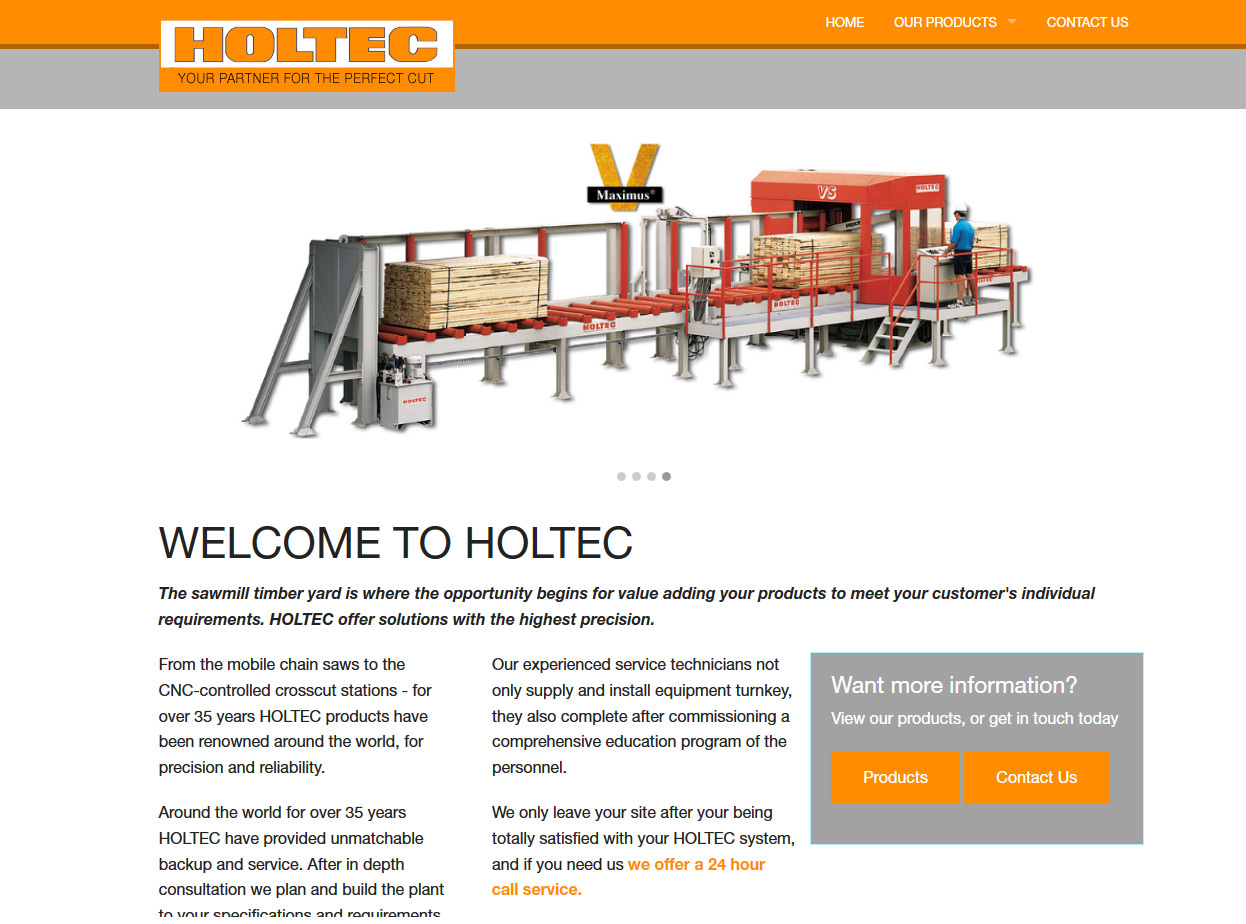 HOME
OUR PRODUCTS
CONTACT US
HOLTEC
YOUR PARTNER FOR THE PERFECT CUT
V
Maximus®
VS
HOLTEC
HOLTEC
HOLTEC
HOLTEC
HOLTEC
WELCOME TO HOLTEC
The sawmill timber yard is where the opportunity begins for value adding your products to meet your customer's individual
requirements. HOLTEC offer solutions with the highest precision.
From the mobile chain saws to the
CNC-controlled crosscut stations - for
over 35 years HOLTEC products have
been renowned around the world, for
precision and reliability.
Around the world for over 35 years
HOLTEC have provided unmatchable
backup and service. After in depth
consultation we plan and build the plant
to your specifications and requirements.
Our experienced service technicians not
only supply and install equipment turnkey,
they also complete after commissioning a
comprehensive education program of the
personnel.
We only leave your site after your being
totally satisfied with your HOLTEC system,
and if you need us we offer a 24 hour
call service.
Want more information?
View our products, or get in touch today
Products
Contact Us